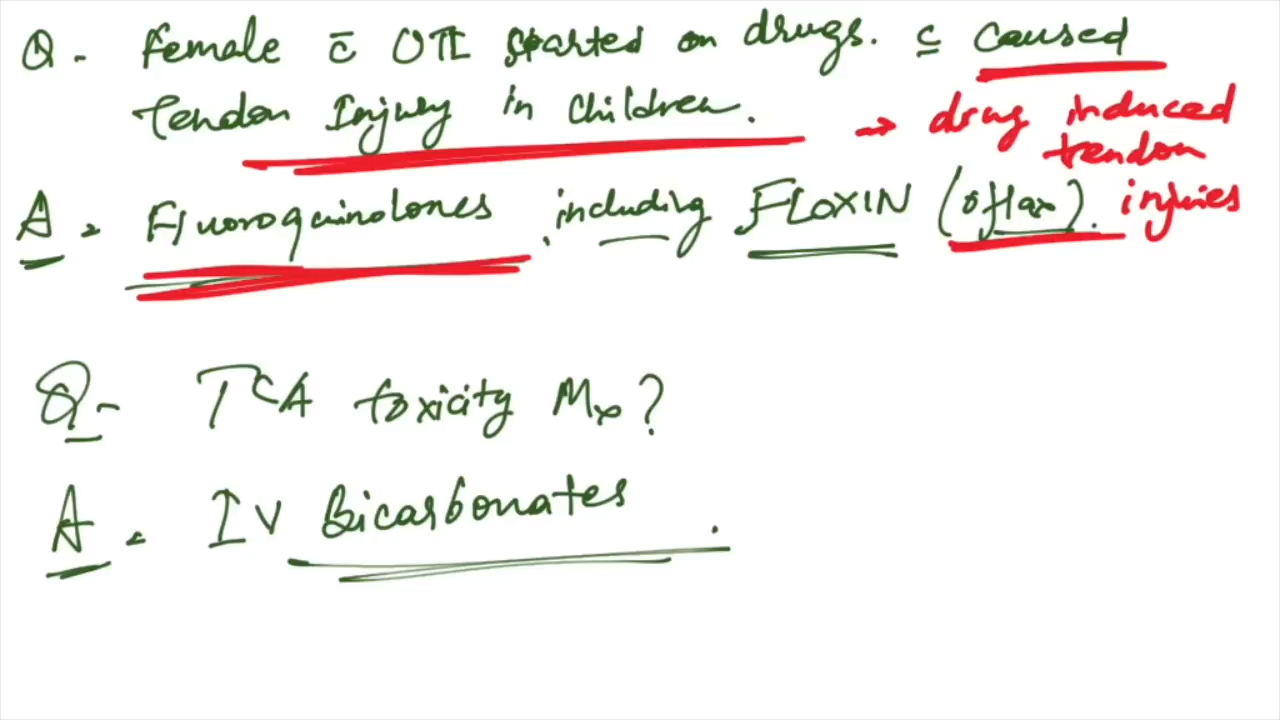 Q - Female c̄ UTI started on drugs. c̄ caused
Tendon Injury in Children.
→ drug induced
tendon
injuries
A. Fluoroquinolones, including FLOXIN (oflox).
Q - TCA toxicity Mx?
A. IV Bicarbonates.